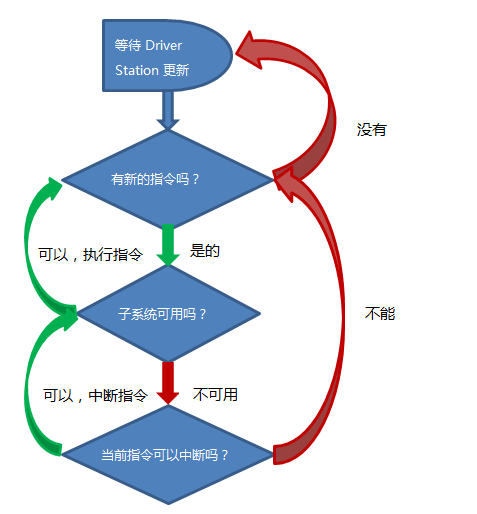 等待 Driver
Station 更新
没有
有新的指令吗？
可以，执行指令
是的
子系统可用吗？
不能
可以，中断指令
不可用
当前指令可以中断吗？